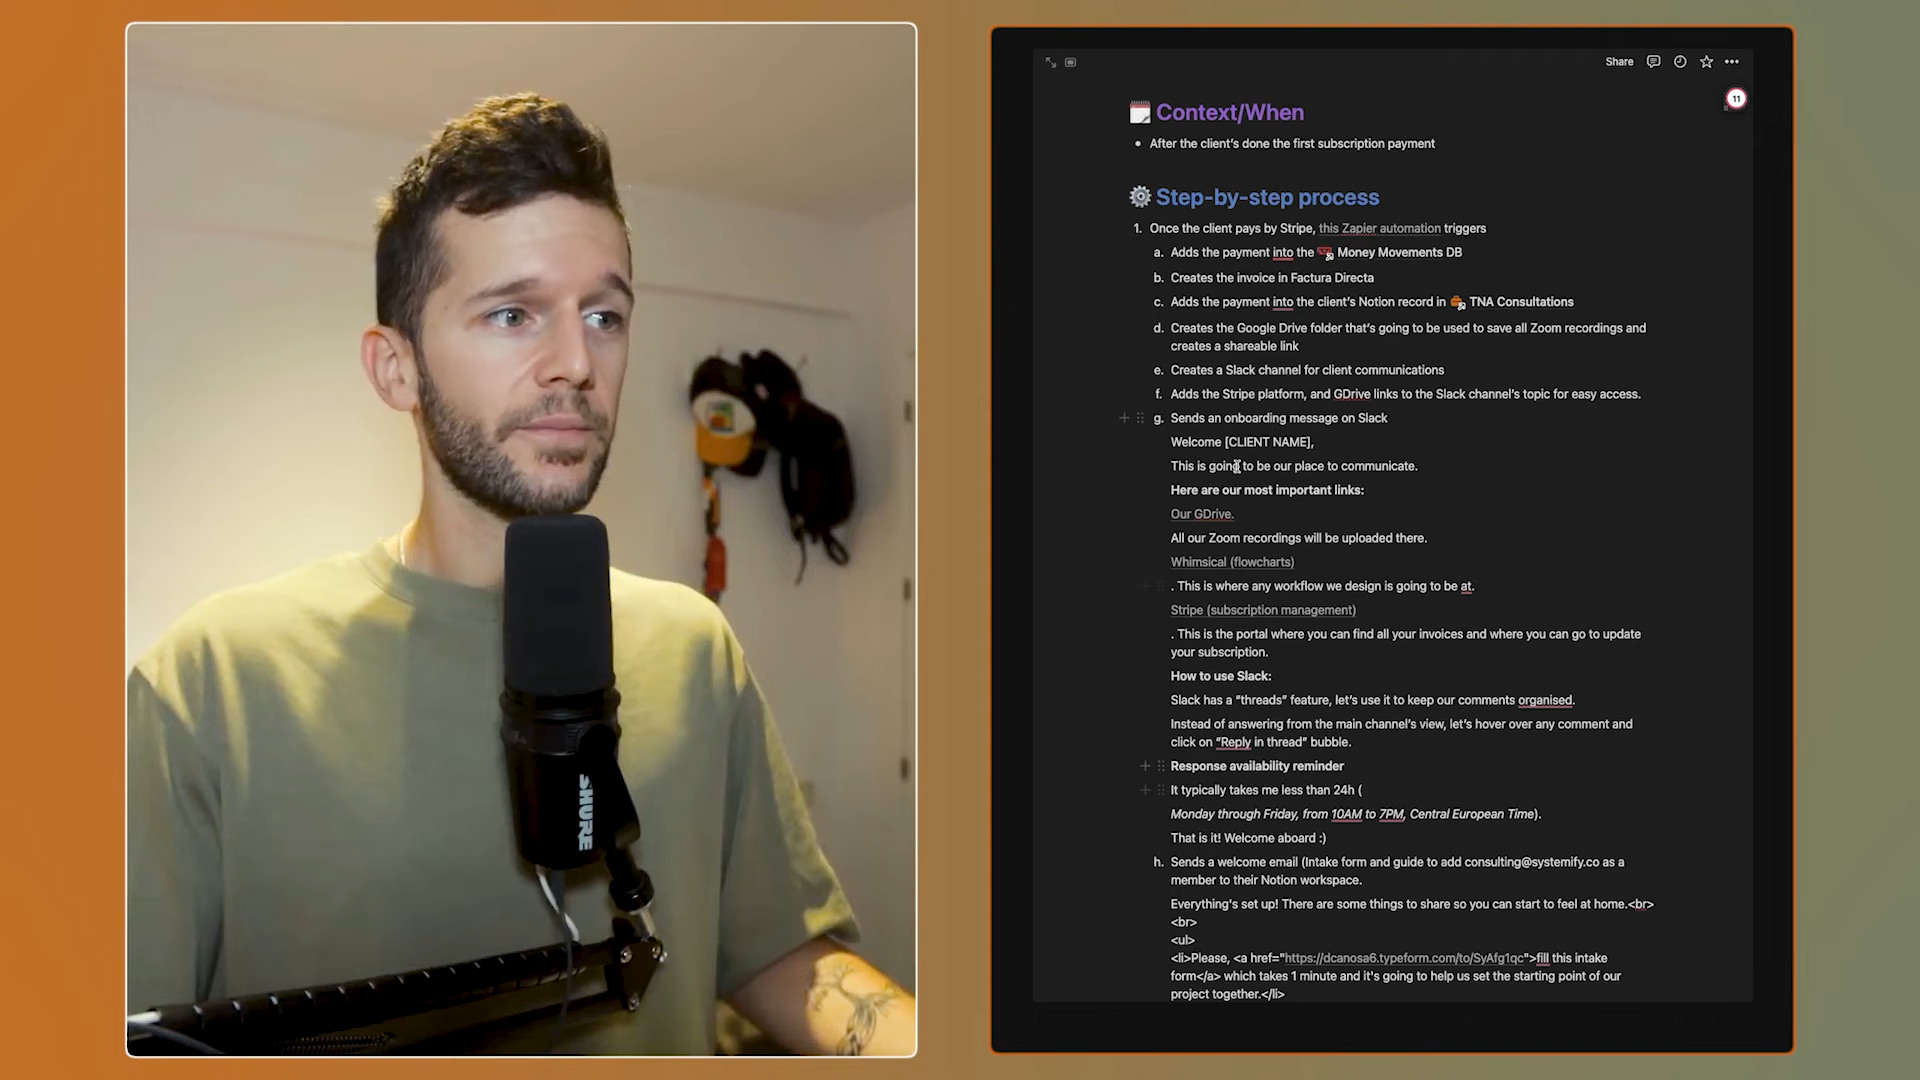 Share
11
Context/When
• After the client's done the first subscription payment
Step-by-step process
1. Once the client pays by Stripe, this Zapier automation triggers
a. Adds the payment into the Money Movements DB
b. Creates the invoice in Factura Directa
c. Adds the payment into the client's Notion record in TNA Consultations
d. Creates the Google Drive folder that's going to be used to save all Zoom recordings and
creates a shareable link
e. Creates a Slack channel for client communications
f. Adds the Stripe platform, and GDrive links to the Slack channel's topic for easy access.
g. Sends an onboarding message on Slack
Welcome [CLIENT NAME],
This is going to be our place to communicate.
Here are our most important links:
Our GDrive.
All our Zoom recordings will be uploaded there.
Whimsical (flowcharts)
. This is where any workflow we design is going to be at.
Stripe (subscription management)
. This is the portal where you can find all your invoices and where you can go to update
your subscription.
How to use Slack:
Slack has a “threads” feature, let's use it to keep our comments organised.
Instead of answering from the main channel's view, let's hover over any comment and
click on “Reply in thread” bubble.
Response availability reminder
It typically takes me less than 24h (
Monday through Friday, from 10AM to 7PM, Central European Time).
That is it! Welcome aboard :)
h. Sends a welcome email (Intake form and guide to add consulting@systemify.co as a
member to their Notion workspace.
Everything's set up! There are some things to share so you can start to feel at home.<br>
<br>
<ul>
<li>Please, <a href="https://dcanosa6.typeform.com/to/SyAfg1qc">fill this intake
form</a> which takes 1 minute and it's going to help us set the starting point of our
project together.</li>
SHURE